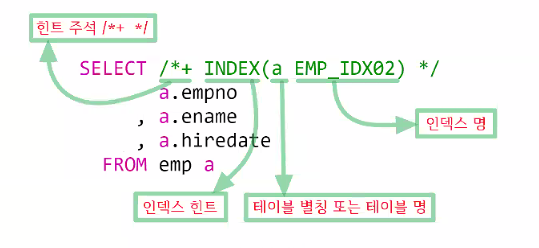 힌트 주석 /*+ */
SELECT /*+ INDEX(a EMP_IDX02) */
a.empno
, a.ename
, a.hiredate
FROM emp a
인덱스 명
인덱스 힌트
테이블 별칭 또는 테이블 명